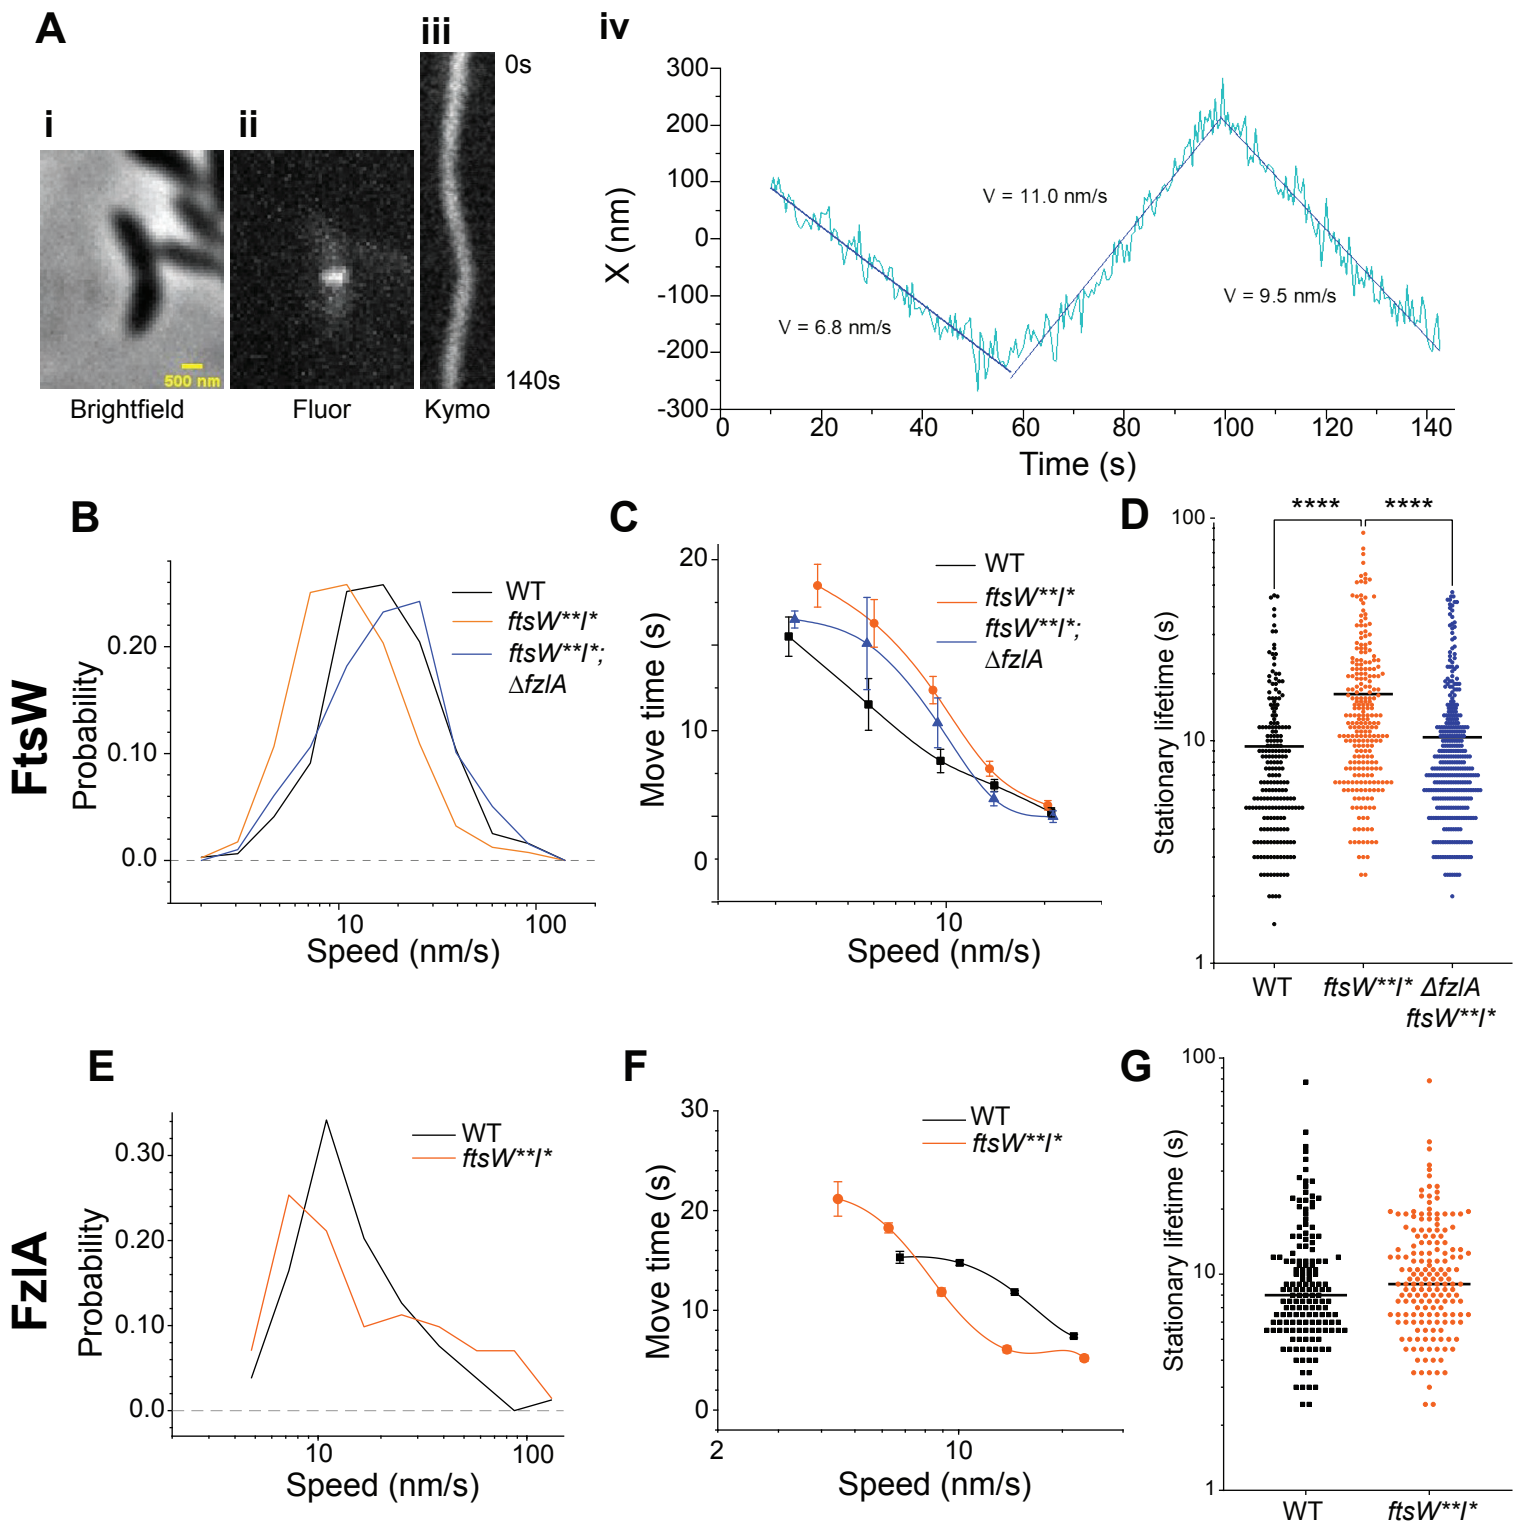 A
i
ii
iii
iv
0s
140s
500 nm
Brightfield
Fluor
Kymo
300
200
100
0
-100
-200
-300
X (nm)
V = 6.8 nm/s
V = 11.0 nm/s
V = 9.5 nm/s
0 20 40 60 80 100 120 140
Time (s)
FtsW
B
Probability
0.20
0.10
0.0
WT
ftsW**I*
ftsW**I*;
ΔfzlA
10 100
Speed (nm/s)
C
Move time (s)
20
10
0
WT
ftsW**I*
ftsW**I*;
ΔfzlA
10
Speed (nm/s)
D
Stationary lifetime (s)
100
10
1
**** ****
WT ftsW**I* ΔfzlA
ftsW**I*
FzlA
E
Probability
0.30
0.20
0.10
0.0
WT
ftsW**I*
10 100
Speed (nm/s)
F
Move time (s)
30
20
10
0
WT
ftsW**I*
2 10
Speed (nm/s)
G
Stationary lifetime (s)
100
10
1
WT ftsW**I*